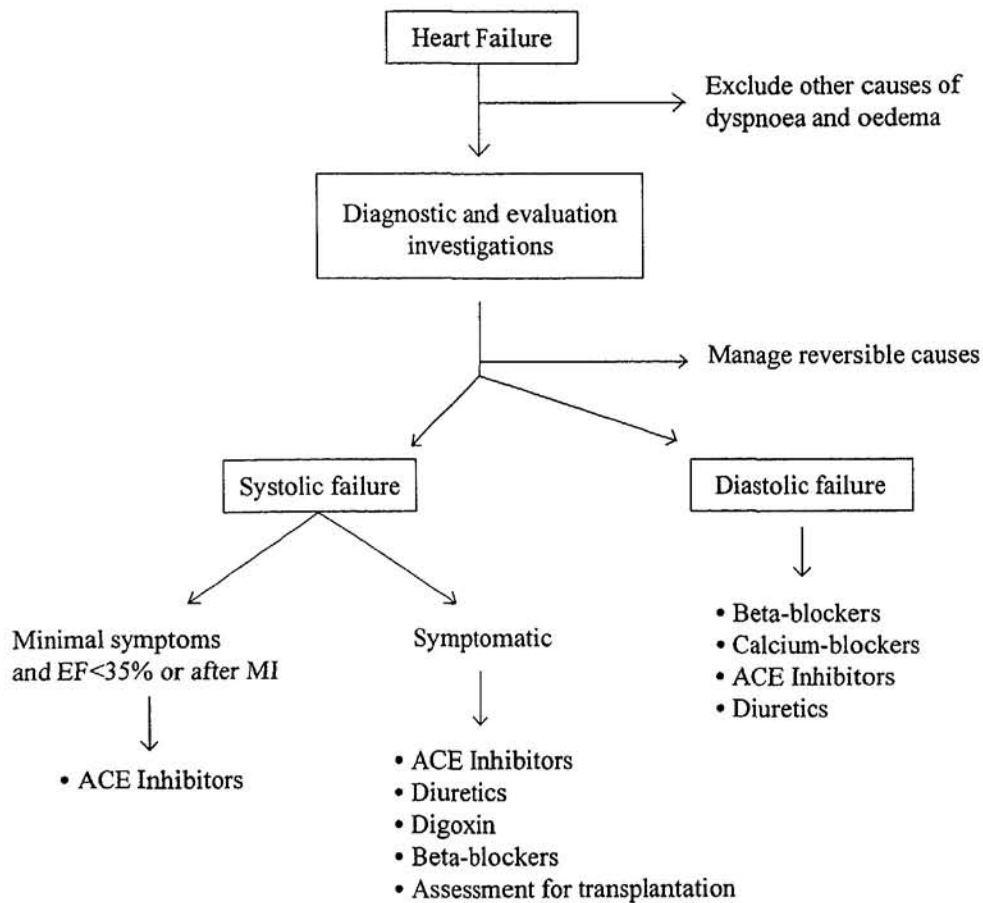 Heart Failure
Exclude other causes of
dyspnoea and oedema
Diagnostic and evaluation
investigations
Manage reversible causes
Systolic failure
Diastolic failure
Minimal symptoms
and EF<35% or after MI
• ACE Inhibitors
Symptomatic
• ACE Inhibitors
• Diuretics
• Digoxin
• Beta-blockers
• Assessment for transplantation
• Beta-blockers
• Calcium-blockers
• ACE Inhibitors
• Diuretics